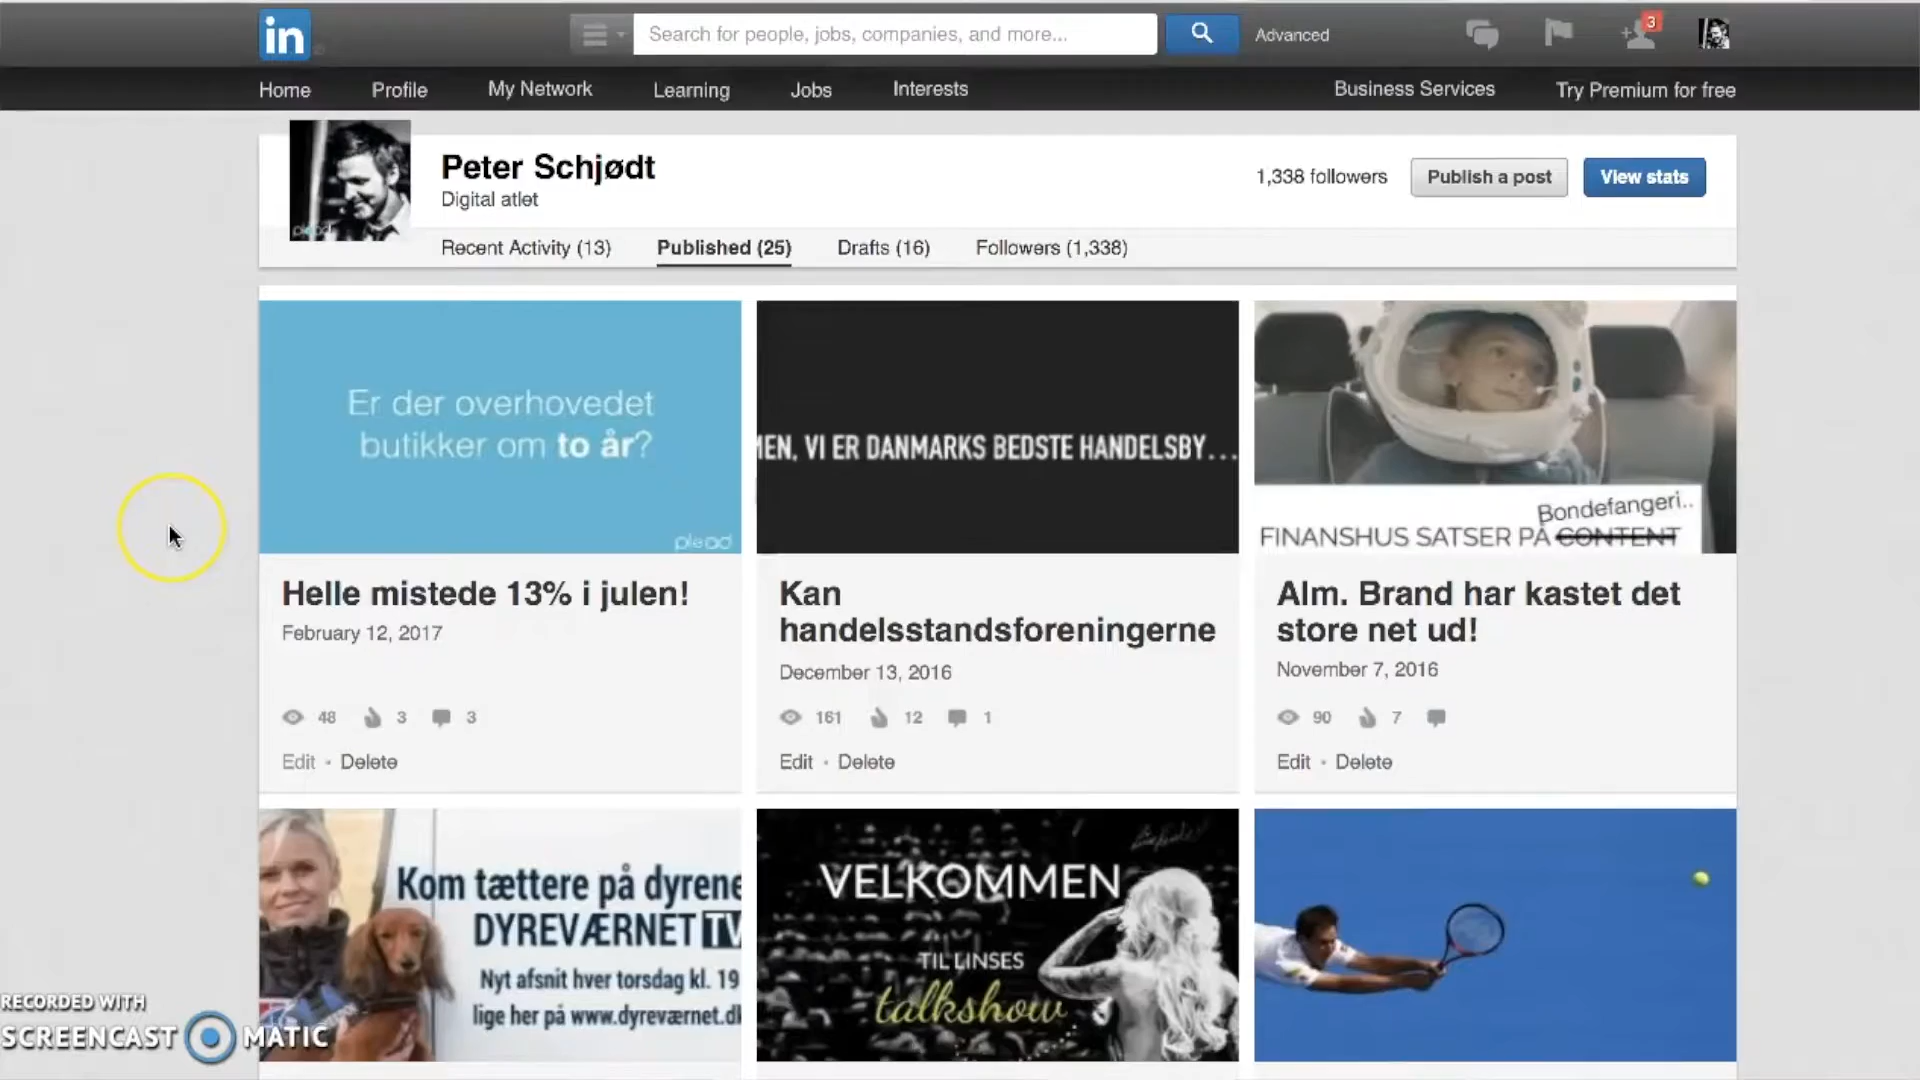 in
Search for people, jobs, companies, and more...
Advanced
3
Home
Profile
My Network
Learning
Jobs
Interests
Business Services
Try Premium for free
Peter Schjødt
Digital atlet
1,338 followers
Publish a post
View stats
plead
Recent Activity (13)
Published (25)
Drafts (16)
Followers (1,338)
Er der overhovedet
butikker om to år?
plead
Helle mistede 13% i julen!
February 12, 2017
48
3
3
Edit • Delete
MEN, VI ER DANMARKS BEDSTE HANDELSBY...
Kan
handelsstandsforeningerne
December 13, 2016
161
12
1
Edit • Delete
Bondefangeri..
FINANSHUS SATSER PÅ CONTENT
Alm. Brand har kastet det
store net ud!
November 7, 2016
90
7
Edit • Delete
Kom tættere på dyrene
DYREVÆRNET TV
Nyt afsnit hver torsdag kl. 19
lige her på www.dyreværnet.dk
VELKOMMEN
TIL LINSES
talkshow
RECORDED WITH
SCREENCAST MATIC